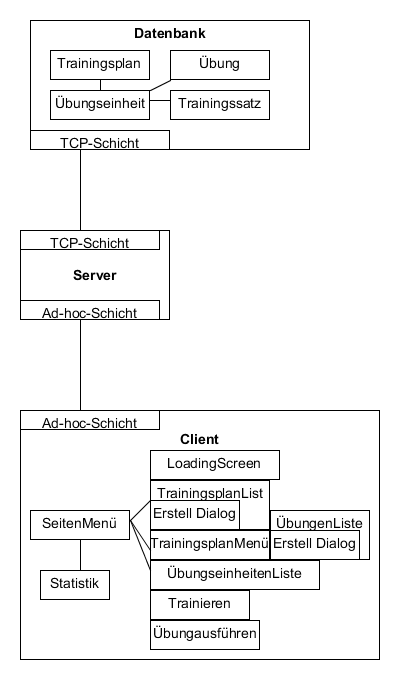 Datenbank
Trainingsplan
Übung
Übungseinheit
Trainingssatz
TCP-Schicht
TCP-Schicht
Server
Ad-hoc-Schicht
Ad-hoc-Schicht
Client
LoadingScreen
TrainingsplanList
Erstell Dialog
SeitenMenü
ÜbungenListe
TrainingsplanMenü
Erstell Dialog
ÜbungseinheitenListe
Statistik
Trainieren
Übungausführen